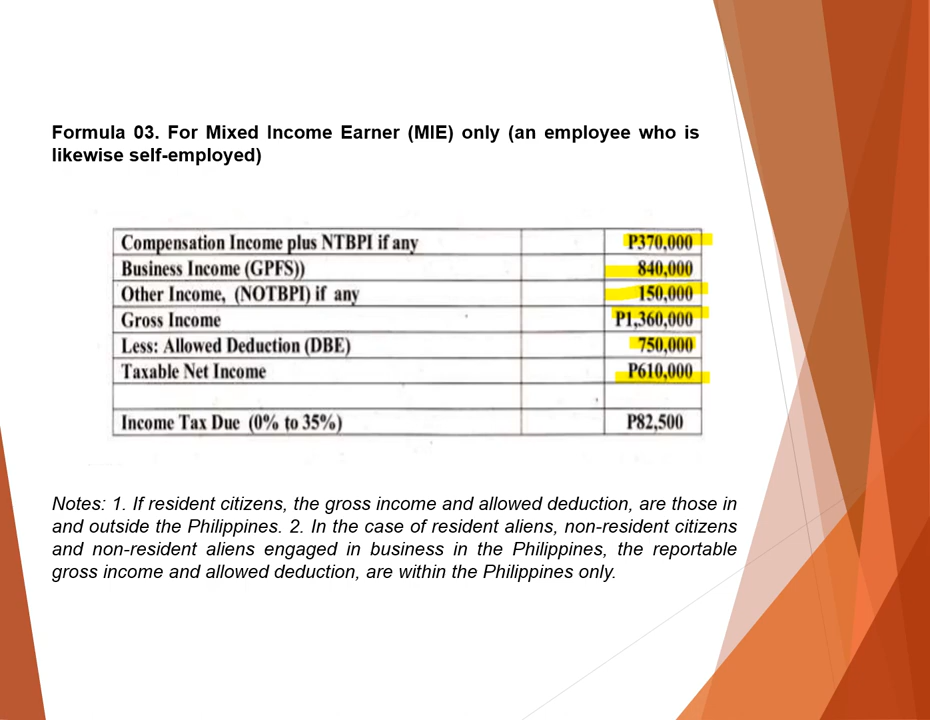 Formula 03. For Mixed Income Earner (MIE) only (an employee who is
likewise self-employed)
Compensation Income plus NTBPI if any P370,000
Business Income (GPFS)) 840,000
Other Income, (NOTBPI) if any 150,000
Gross Income P1,360,000
Less: Allowed Deduction (DBE) 750,000
Taxable Net Income P610,000
Income Tax Due (0% to 35%) P82,500
Notes: 1. If resident citizens, the gross income and allowed deduction, are those in
and outside the Philippines. 2. In the case of resident aliens, non-resident citizens
and non-resident aliens engaged in business in the Philippines, the reportable
gross income and allowed deduction, are within the Philippines only.